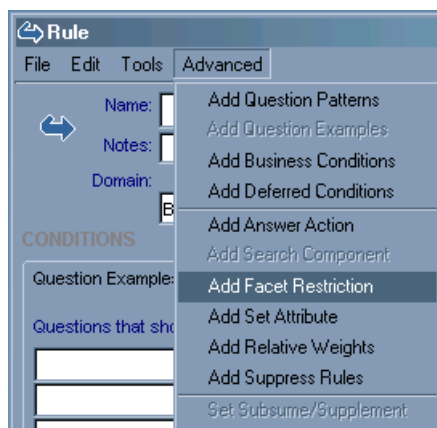 Rule
File Edit Tools Advanced
Name:
Notes:
Domain:
B
CONDITIONS
Question Example
Questions that sh
Add Question Patterns
Add Question Examples
Add Business Conditions
Add Deferred Conditions
Add Answer Action
Add Search Component
Add Facet Restriction
Add Set Attribute
Add Relative Weights
Add Suppress Rules
Set Subsume/Supplement